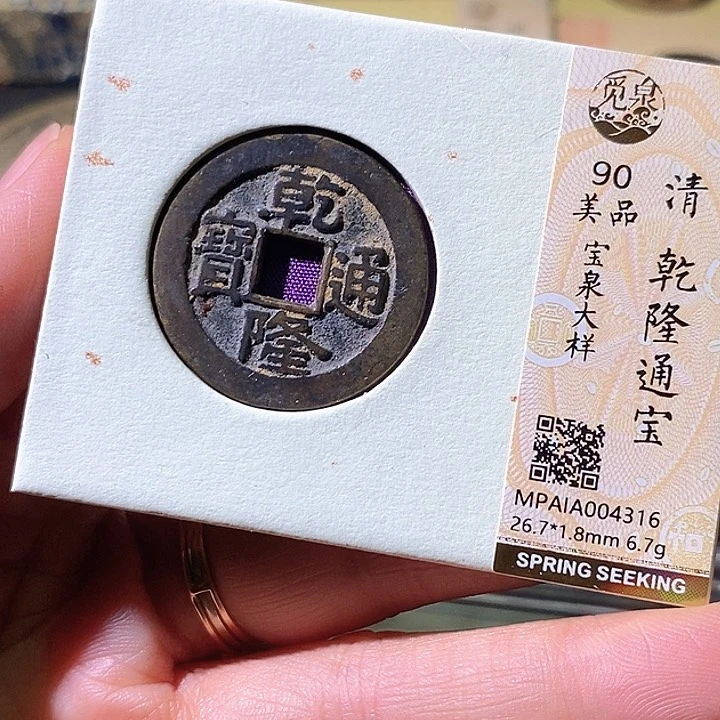 乾
隆
通
寶
觅泉
90
美品
宝泉大样
清 乾隆通宝
MPAIA004316
26.7*1.8mm 6.7g
SPRING SEEKING